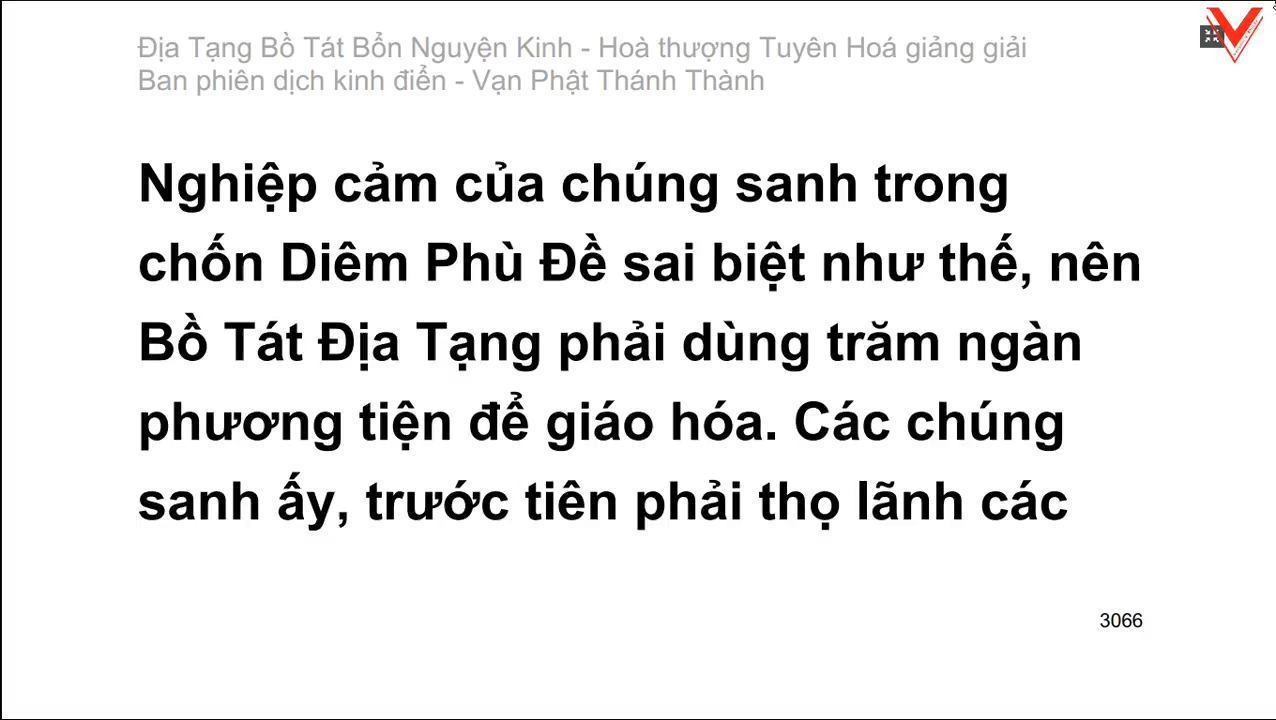 Địa Tạng Bồ Tát Bổn Nguyện Kinh - Hoà thượng Tuyên Hoá giảng giải
Ban phiên dịch kinh điển - Vạn Phật Thánh Thành
Nghiệp cảm của chúng sanh trong
chốn Diêm Phù Đề sai biệt như thế, nên
Bồ Tát Địa Tạng phải dùng trăm ngàn
phương tiện để giáo hóa. Các chúng
sanh ấy, trước tiên phải thọ lãnh các
3066